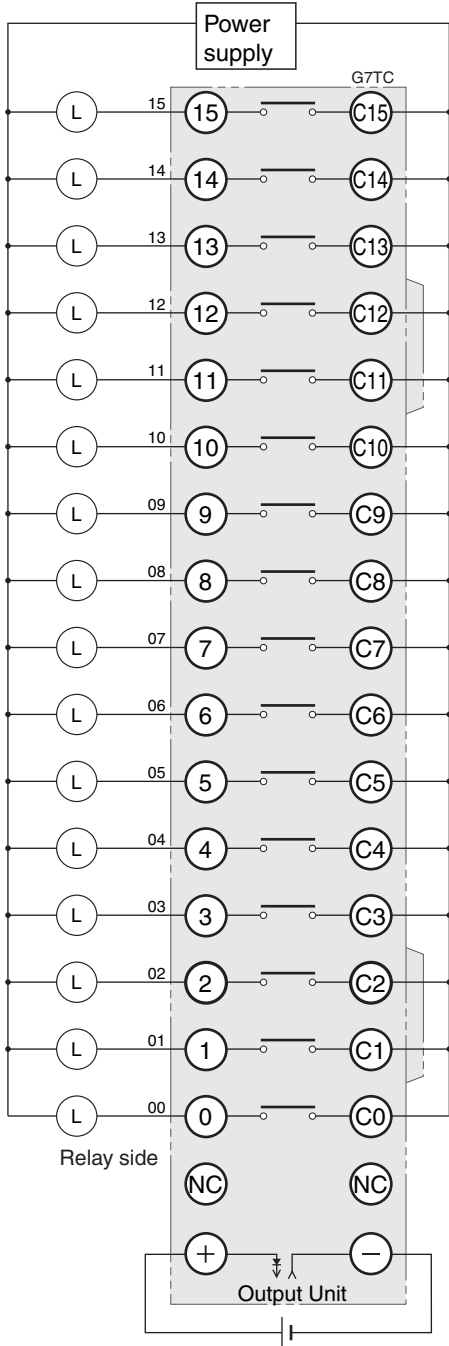 Power
supply
G7TC
L 15 15 C15
L 14 14 C14
L 13 13 C13
L 12 12 C12
L 11 11 C11
L 10 10 C10
L 09 9 C9
L 08 8 C8
L 07 7 C7
L 06 6 C6
L 05 5 C5
L 04 4 C4
L 03 3 C3
L 02 2 C2
L 01 1 C1
L 00 0 C0
Relay side
NC NC
+ −
Output Unit